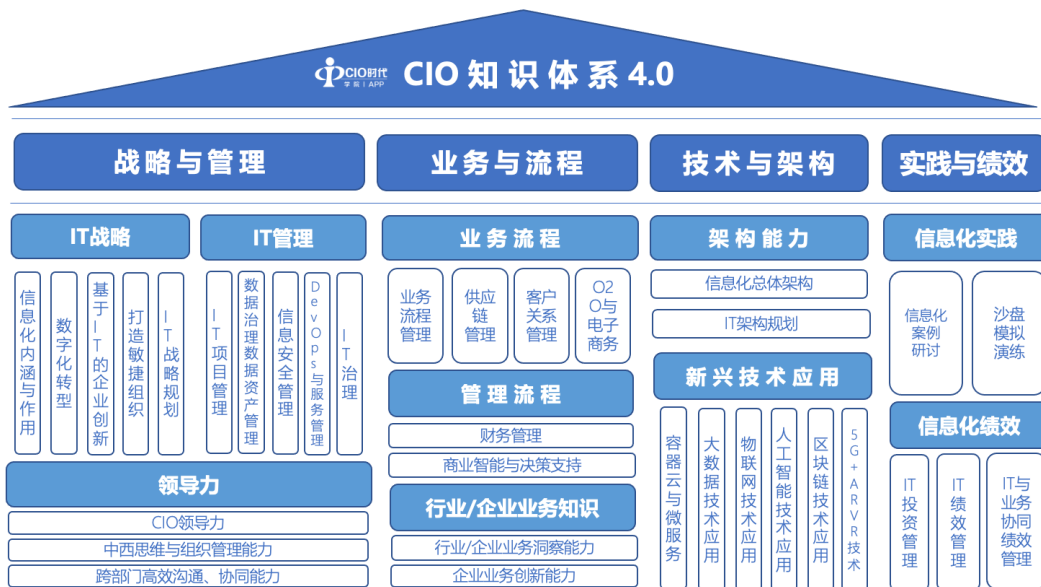 CIO时代
学院 | APP
CIO知识体系4.0
战略与管理
业务与流程
技术与架构
实践与绩效
IT战略
IT管理
业务流程
架构能力
信息化实践
信息化内涵与作用
数字化转型
基于IT的企业创新
打造敏捷组织
IT战略规划
IT项目管理
数据治理数据资产管理
信息安全管理
DevOps与服务管理
IT治理
业务
流程
管理
供应
链
管理
客户
关系
管理
O2
O与
电子
商务
信息化总体架构
IT架构规划
信息化
案例
研讨
沙盘
模拟
演练
领导力
CIO领导力
中西思维与组织管理能力
跨部门高效沟通、协同能力
管理流程
财务管理
商业智能与决策支持
行业/企业业务知识
行业/企业业务洞察能力
企业业务创新能力
新兴技术应用
容器云与微服务
大数据技术应用
物联网技术应用
人工智能技术应用
区块链技术应用
5G+ARVR技术
信息化绩效
IT投资管理
IT绩效管理
IT与
业务
协同
绩效
管理